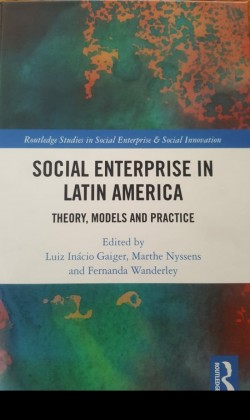 Routledge Studies in Social Enterprise & Social Innovation
SOCIAL ENTERPRISE IN
LATIN AMERICA
THEORY, MODELS AND PRACTICE
Edited by
Luiz Inácio Gaiger, Marthe Nyssens
and Fernanda Wanderley
ROUTLEDGE